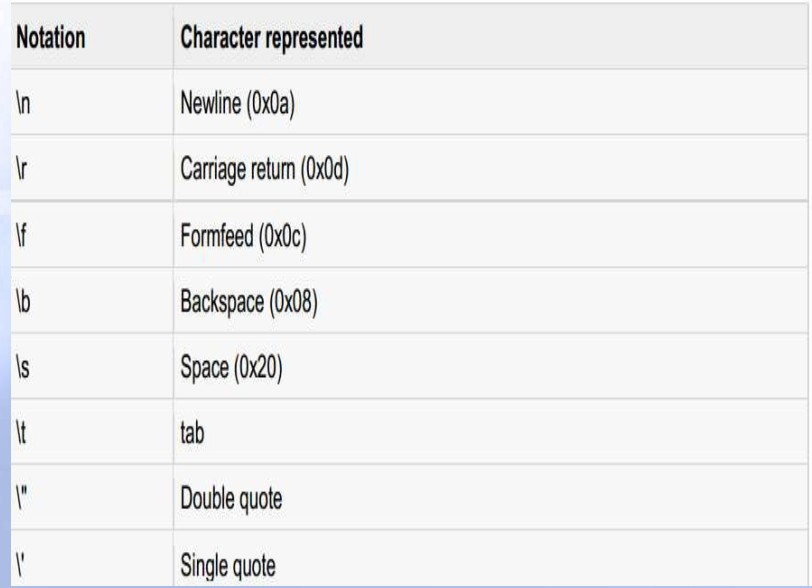 Notation Character represented
\n Newline (0x0a)
\r Carriage return (0x0d)
\f Formfeed (0x0c)
\b Backspace (0x08)
\s Space (0x20)
\t tab
\" Double quote
\' Single quote